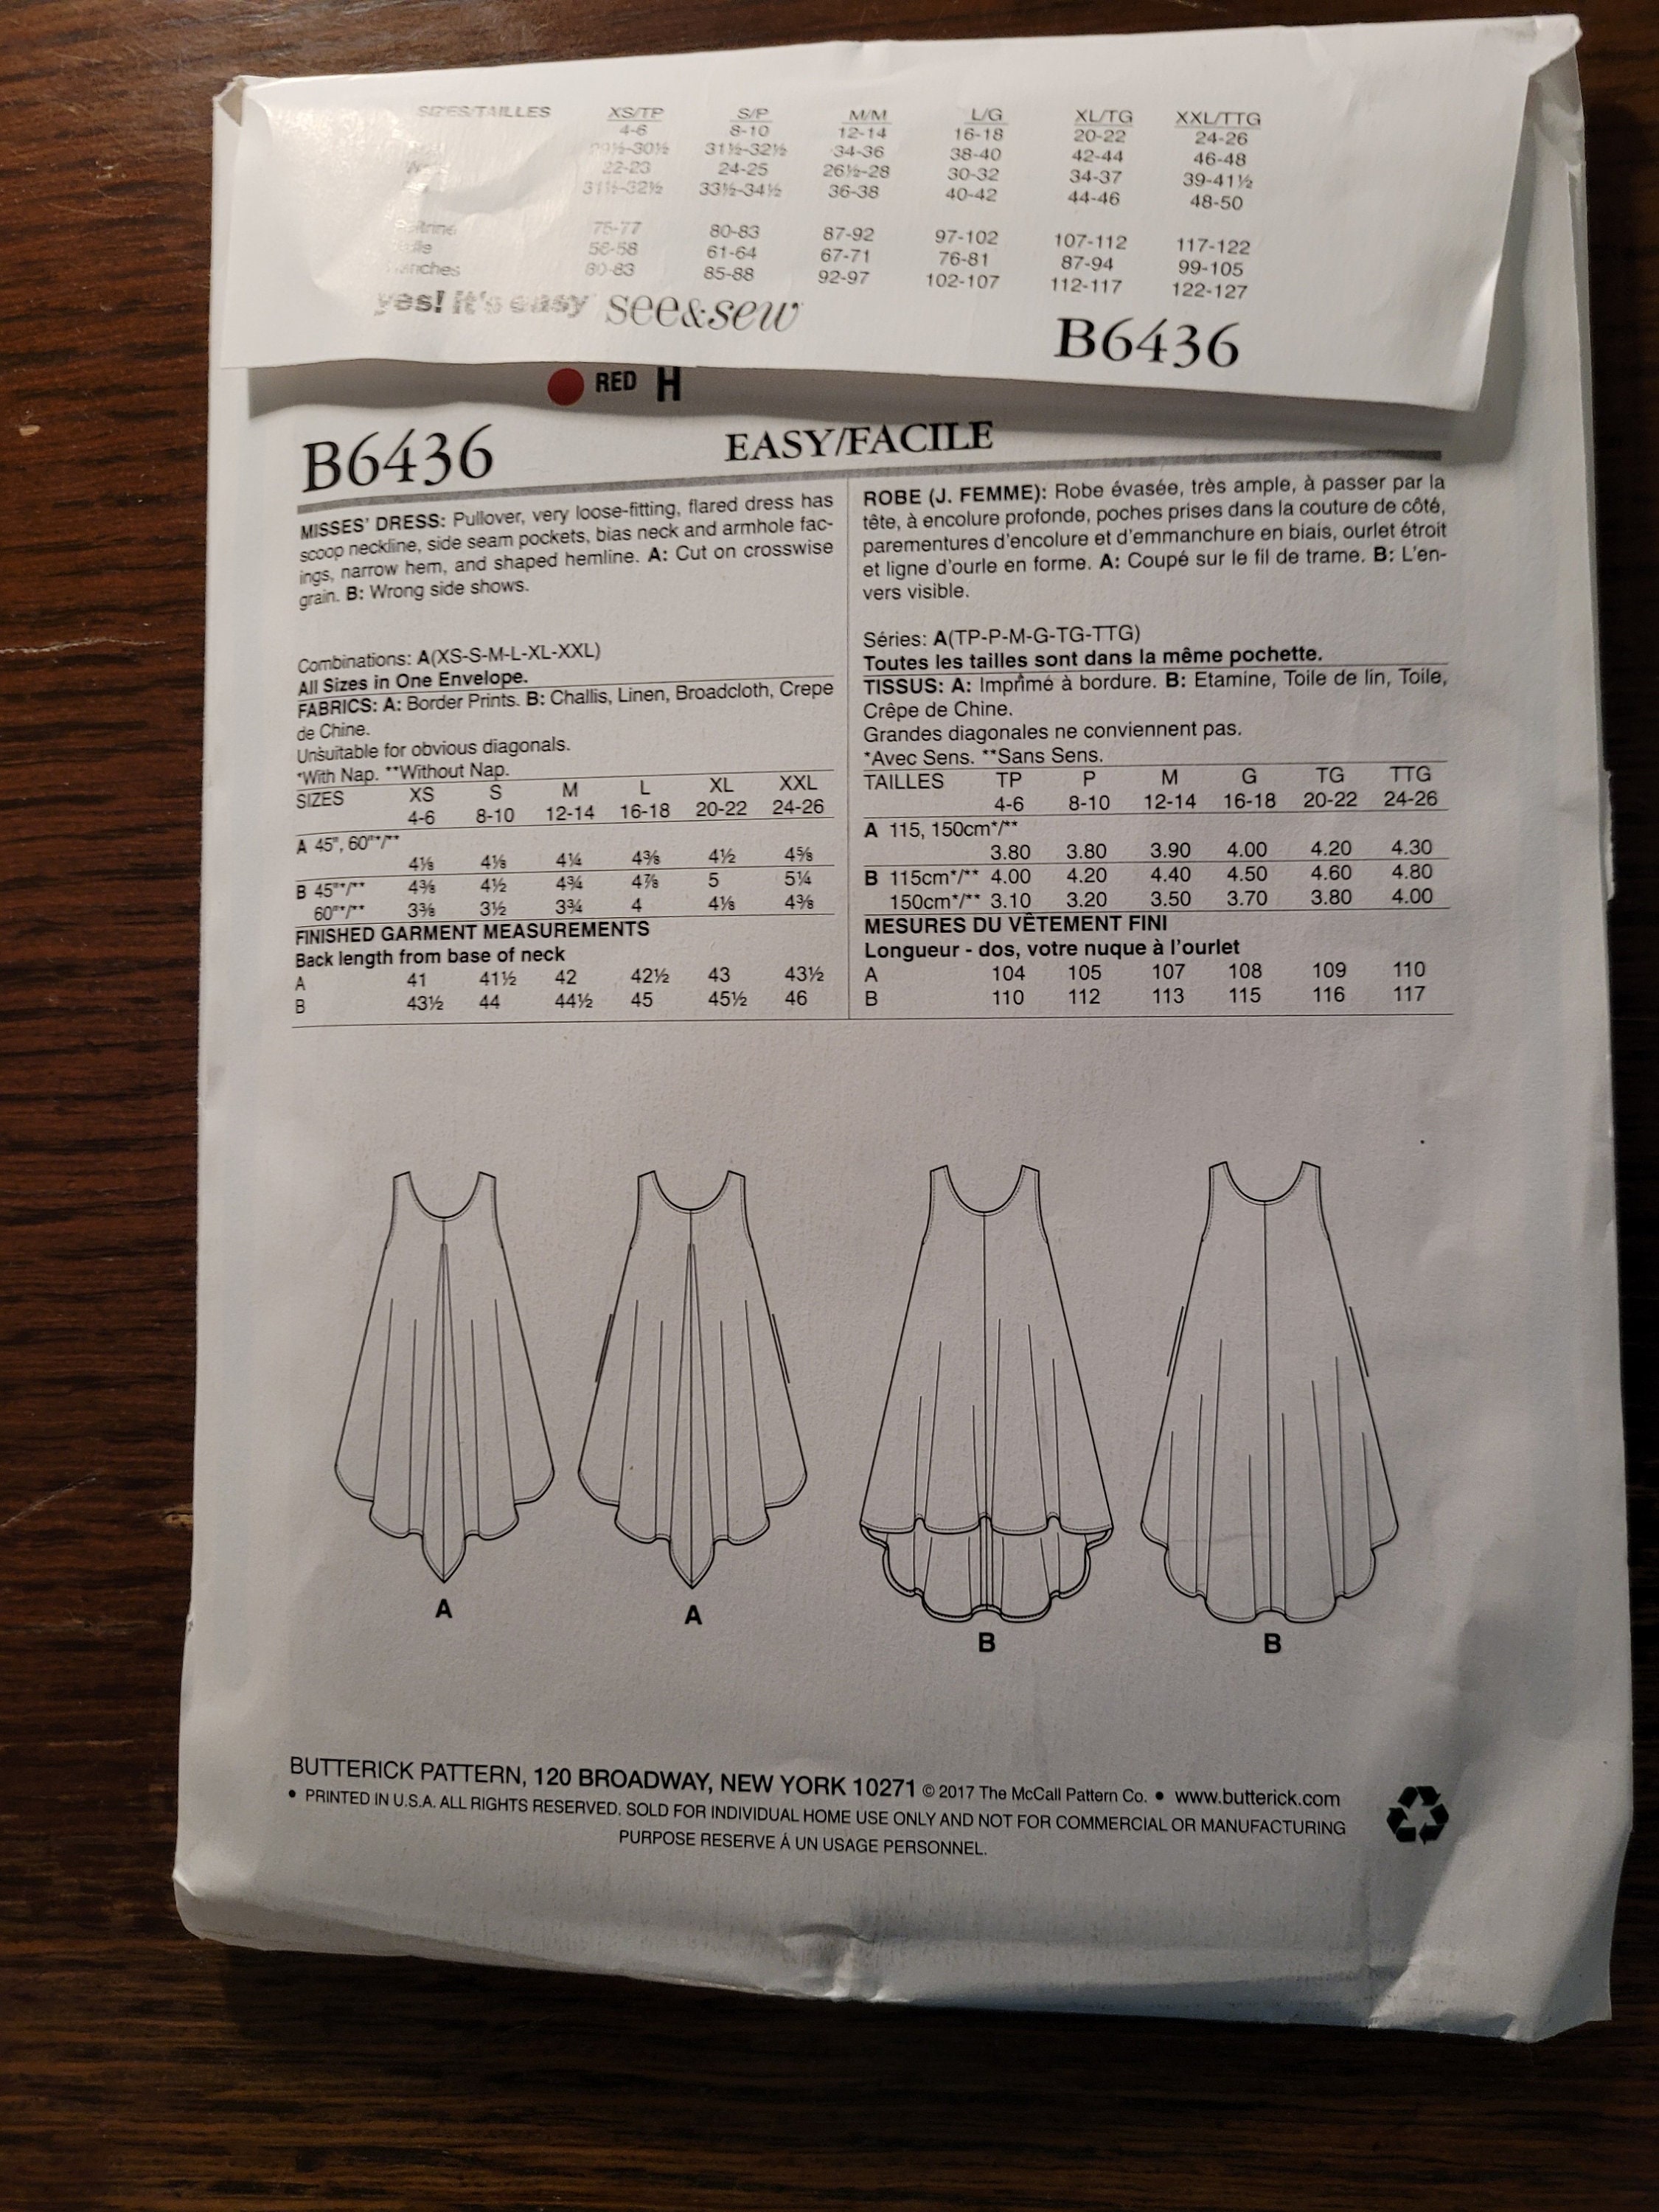 SIZES/TAILLES XS/TP S/P M/M L/G XL/TG XXL/TTG
4-6 8-10 12-14 16-18 20-22 24-26
31½-32½ 34-36 38-40 42-44 46-48
22-23 24-25 26½-28 30-32 34-37 39-41½
31½-32½ 33½-34½ 36-38 40-42 44-46 48-50
75-77 80-83 87-92 97-102 107-112 117-122
56-58 61-64 67-71 76-81 87-94 99-105
80-83 85-88 92-97 102-107 112-117 122-127
yes! it's easy see&sew
B6436
RED H
B6436 EASY/FACILE
MISSES' DRESS: Pullover, very loose-fitting, flared dress has
scoop neckline, side seam pockets, bias neck and armhole fac-
ings, narrow hem, and shaped hemline. A: Cut on crosswise
grain. B: Wrong side shows.
Combinations: A(XS-S-M-L-XL-XXL)
All Sizes in One Envelope.
FABRICS: A: Border Prints. B: Challis, Linen, Broadcloth, Crepe
de Chine.
Unsuitable for obvious diagonals.
*With Nap. **Without Nap.
SIZES XS S M L XL XXL
4-6 8-10 12-14 16-18 20-22 24-26
A 45", 60"*/**
4⅛ 4⅛ 4¼ 4⅜ 4½ 4⅝
B 45"*/** 4⅜ 4½ 4¾ 4⅞ 5 5¼
60"*/** 3⅜ 3½ 3¾ 4 4⅛ 4⅜
FINISHED GARMENT MEASUREMENTS
Back length from base of neck
A 41 41½ 42 42½ 43 43½
B 43½ 44 44½ 45 45½ 46
ROBE (J. FEMME): Robe évasée, très ample, à passer par la
tête, à encolure profonde, poches prises dans la couture de côté,
parementures d'encolure et d'emmanchure en biais, ourlet étroit
et ligne d'ourle en forme. A: Coupé sur le fil de trame. B: L'en-
vers visible.
Séries: A(TP-P-M-G-TG-TTG)
Toutes les tailles sont dans la même pochette.
TISSUS: A: Imprimé à bordure. B: Etamine, Toile de lin, Toile,
Crêpe de Chine.
Grandes diagonales ne conviennent pas.
*Avec Sens. **Sans Sens.
TAILLES TP P M G TG TTG
4-6 8-10 12-14 16-18 20-22 24-26
A 115, 150cm*/**
3.80 3.80 3.90 4.00 4.20 4.30
B 115cm*/** 4.00 4.20 4.40 4.50 4.60 4.80
150cm*/** 3.10 3.20 3.50 3.70 3.80 4.00
MESURES DU VÊTEMENT FINI
Longueur - dos, votre nuque à l'ourlet
A 104 105 107 108 109 110
B 110 112 113 115 116 117
A A B B
BUTTERICK PATTERN, 120 BROADWAY, NEW YORK 10271 © 2017 The McCall Pattern Co. • www.butterick.com
• PRINTED IN U.S.A. ALL RIGHTS RESERVED. SOLD FOR INDIVIDUAL HOME USE ONLY AND NOT FOR COMMERCIAL OR MANUFACTURING
PURPOSE RESERVE Á UN USAGE PERSONNEL.